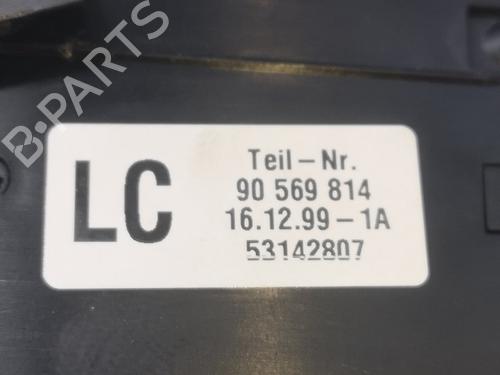 B-PARTS
LC
Teil-Nr.
90 569 814
16.12.99-1A
53142807